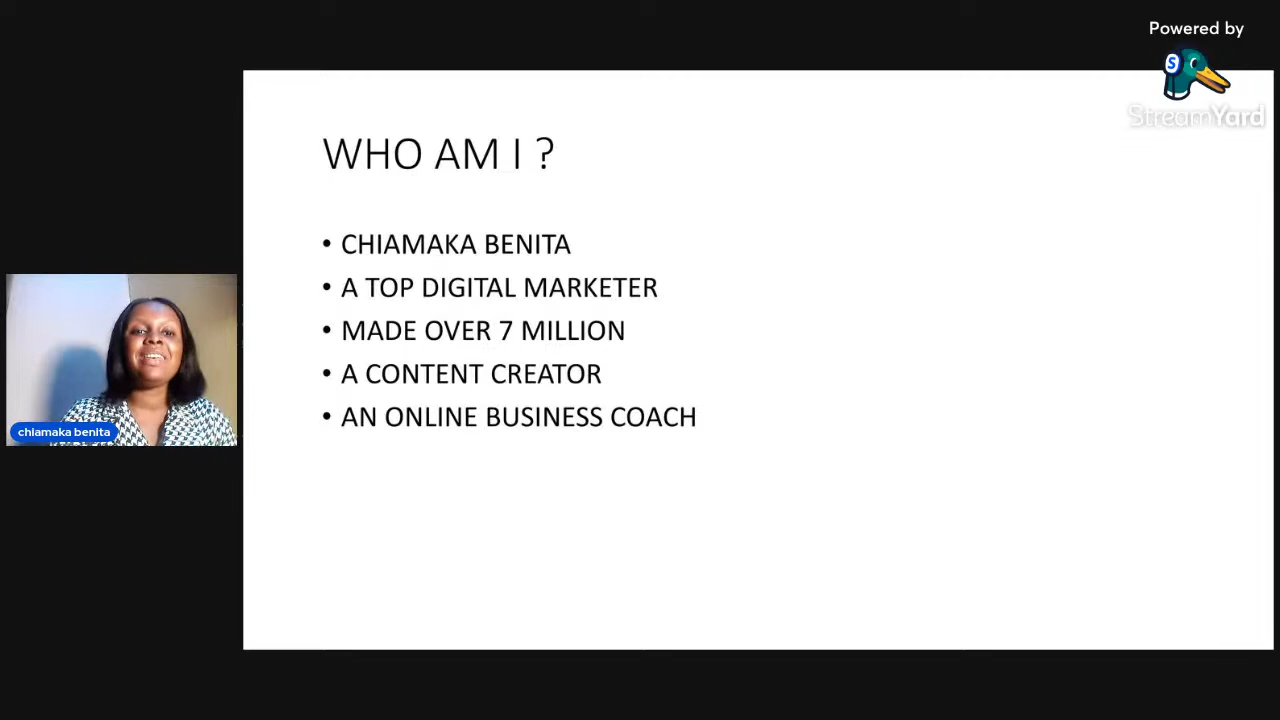 Powered by
StreamYard
WHO AM I ?
• CHIAMAKA BENITA
• A TOP DIGITAL MARKETER
• MADE OVER 7 MILLION
• A CONTENT CREATOR
• AN ONLINE BUSINESS COACH
chiamaka benita